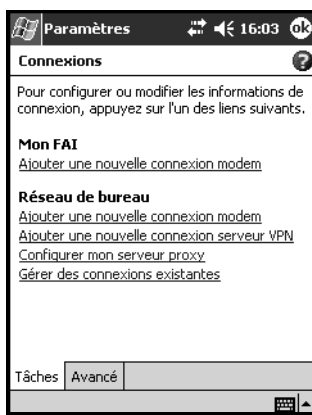 Paramètres 16:03 ok
Connexions ?
Pour configurer ou modifier les informations de
connexion, appuyez sur l'un des liens suivants.
Mon FAI
Ajouter une nouvelle connexion modem
Réseau de bureau
Ajouter une nouvelle connexion modem
Ajouter une nouvelle connexion serveur VPN
Configurer mon serveur proxy
Gérer des connexions existantes
Tâches Avancé